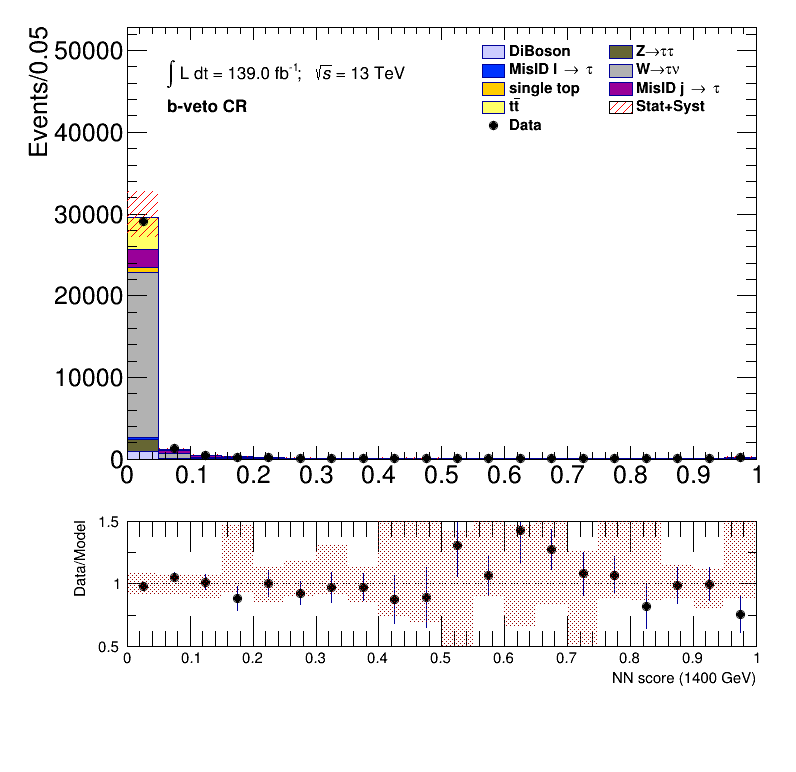 Events/0.05
50000
40000
30000
20000
10000
0
∫ L dt = 139.0 fb⁻¹; √s = 13 TeV
b-veto CR
DiBoson
MisID l → τ
single top
tt̄
Data
Z→ττ
W→τν
MisID j → τ
Stat+Syst
0 0.1 0.2 0.3 0.4 0.5 0.6 0.7 0.8 0.9 1
Data/Model
1.5
1
0.5
0 0.1 0.2 0.3 0.4 0.5 0.6 0.7 0.8 0.9 1
NN score (1400 GeV)